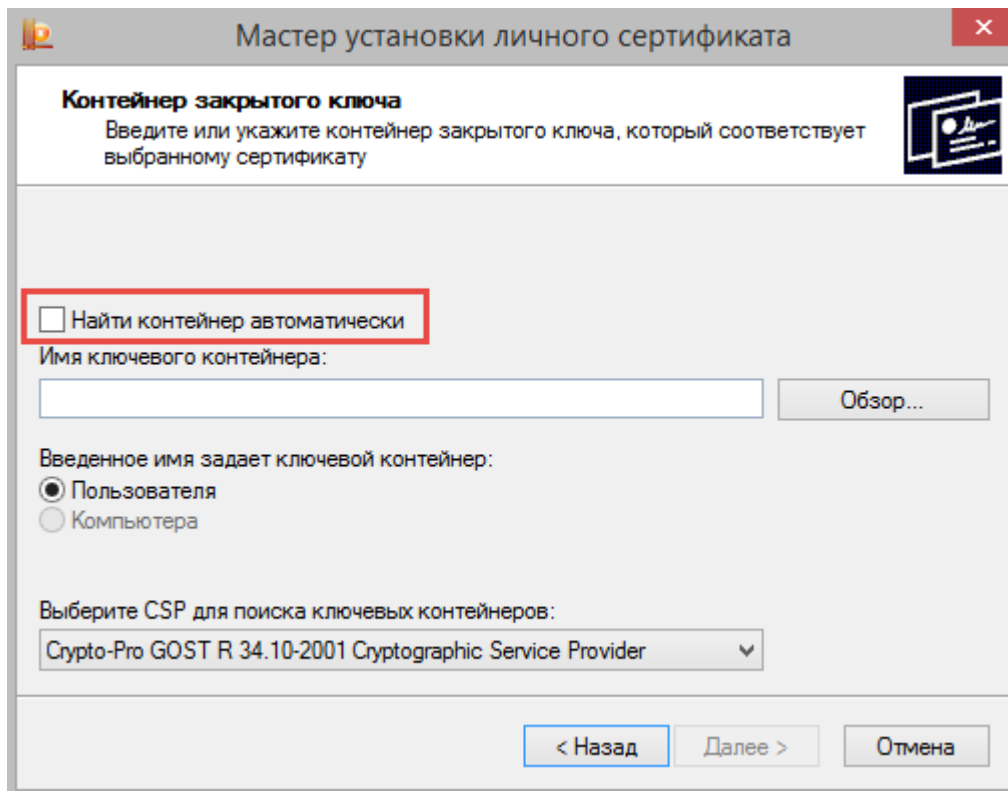 Мастер установки личного сертификата
Контейнер закрытого ключа
Введите или укажите контейнер закрытого ключа, который соответствует
выбранному сертификату
Найти контейнер автоматически
Имя ключевого контейнера:
Обзор...
Введенное имя задает ключевой контейнер:
Пользователя
Компьютера
Выберите CSP для поиска ключевых контейнеров:
Crypto-Pro GOST R 34.10-2001 Cryptographic Service Provider
< Назад
Далее >
Отмена